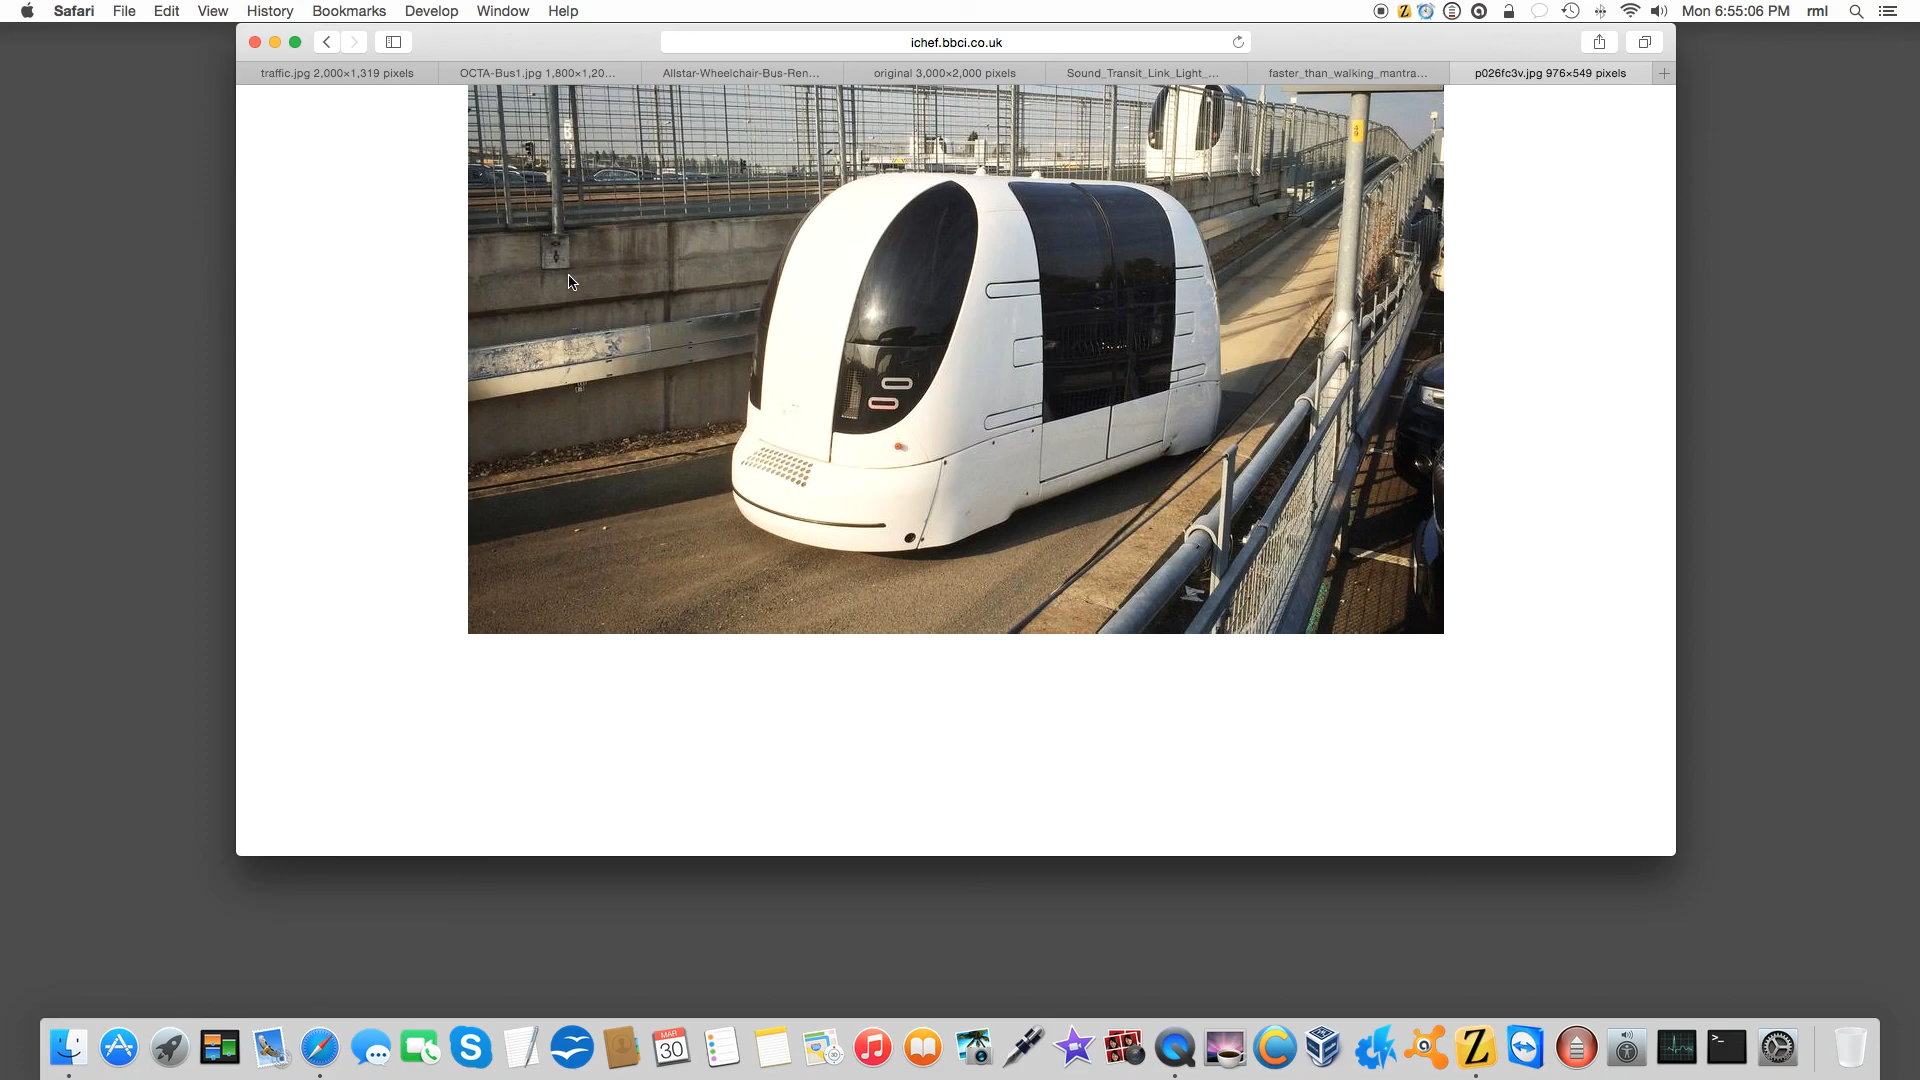 Safari File Edit View History Bookmarks Develop Window Help
Mon 6:55:06 PM rml
ichef.bbci.co.uk
traffic.jpg 2,000×1,319 pixels
OCTA-Bus1.jpg 1,800×1,20...
Allstar-Wheelchair-Bus-Ren...
original 3,000×2,000 pixels
Sound_Transit_Link_Light_...
faster_than_walking_mantra...
p026fc3v.jpg 976×549 pixels
MAR
30